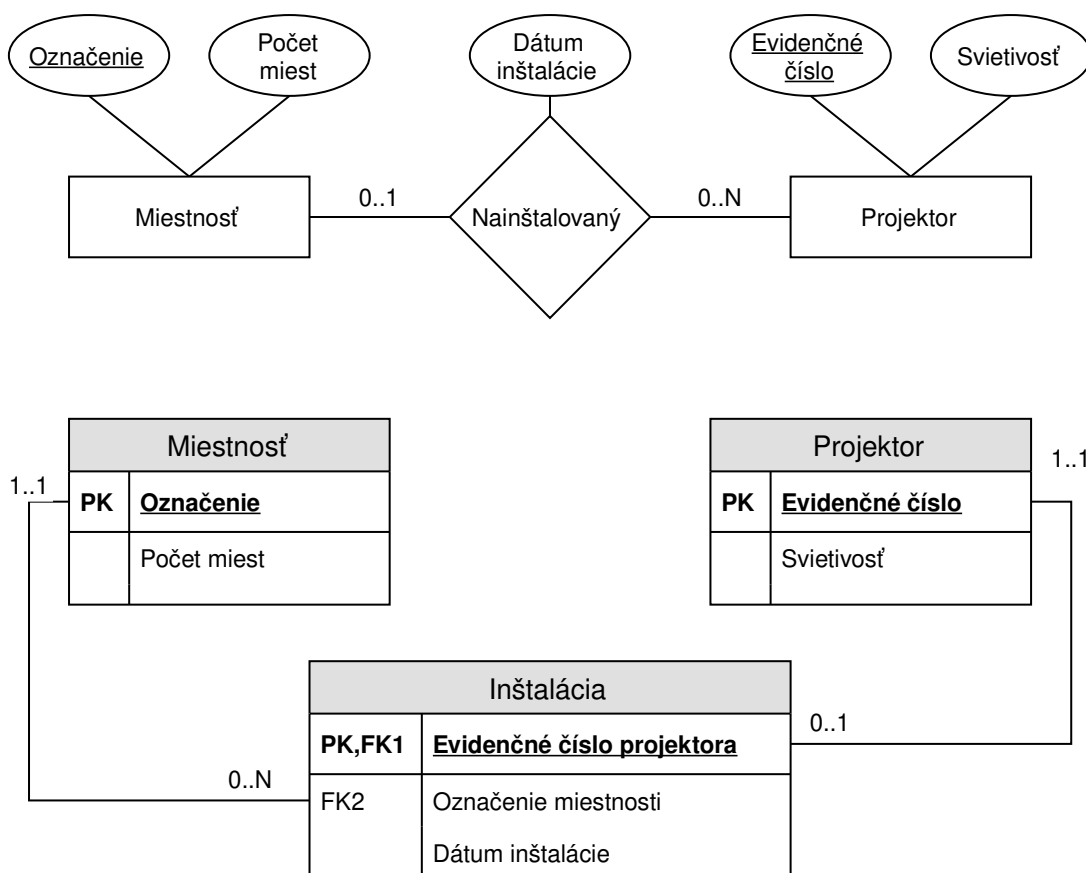 Označenie
Počet
miest
Dátum
inštalácie
Evidenčné
číslo
Svietivosť
Miestnosť
0..1
Nainštalovaný
0..N
Projektor
Miestnosť
1..1
PK Označenie
Počet miest
Projektor
1..1
PK Evidenčné číslo
Svietivosť
Inštalácia
0..1
PK,FK1 Evidenčné číslo projektora
0..N
FK2 Označenie miestnosti
Dátum inštalácie